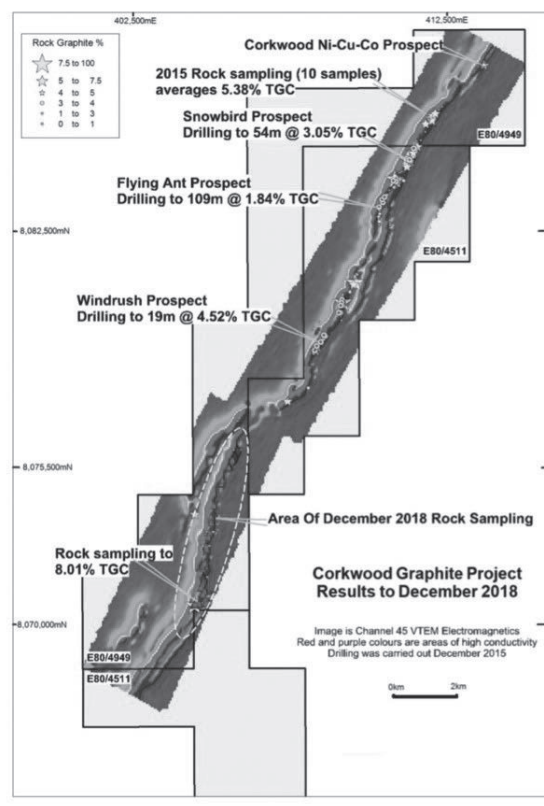 402,500mE
412,500mE
Rock Graphite %
7.5 to 100
5 to 7.5
4 to 5
3 to 4
1 to 3
0 to 1
Corkwood Ni-Cu-Co Prospect
2015 Rock sampling (10 samples)
averages 5.38% TGC
Snowbird Prospect
Drilling to 54m @ 3.05% TGC
E80/4949
Flying Ant Prospect
Drilling to 109m @ 1.84% TGC
8,082,500mN
E80/4511
Windrush Prospect
Drilling to 19m @ 4.52% TGC
8,075,500mN
Area Of December 2018 Rock Sampling
Rock sampling to
8.01% TGC
Corkwood Graphite Project
Results to December 2018
8,070,000mN
Image is Channel 45 VTEM Electromagnetics
Red and purple colours are areas of high conductivity
Drilling was carried out December 2015
E80/4949
E80/4511
0km 2km